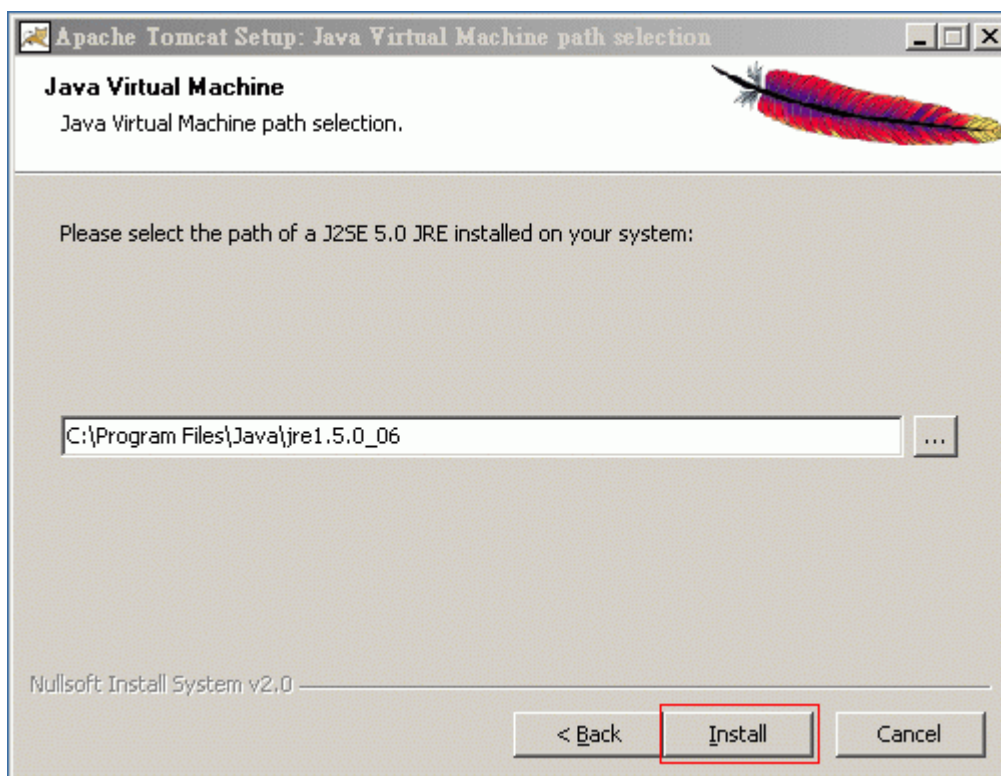 Apache Tomcat Setup: Java Virtual Machine path selection
Java Virtual Machine
Java Virtual Machine path selection.
Please select the path of a J2SE 5.0 JRE installed on your system:
C:\Program Files\Java\jre1.5.0_06
...
Nullsoft Install System v2.0
< Back
Install
Cancel